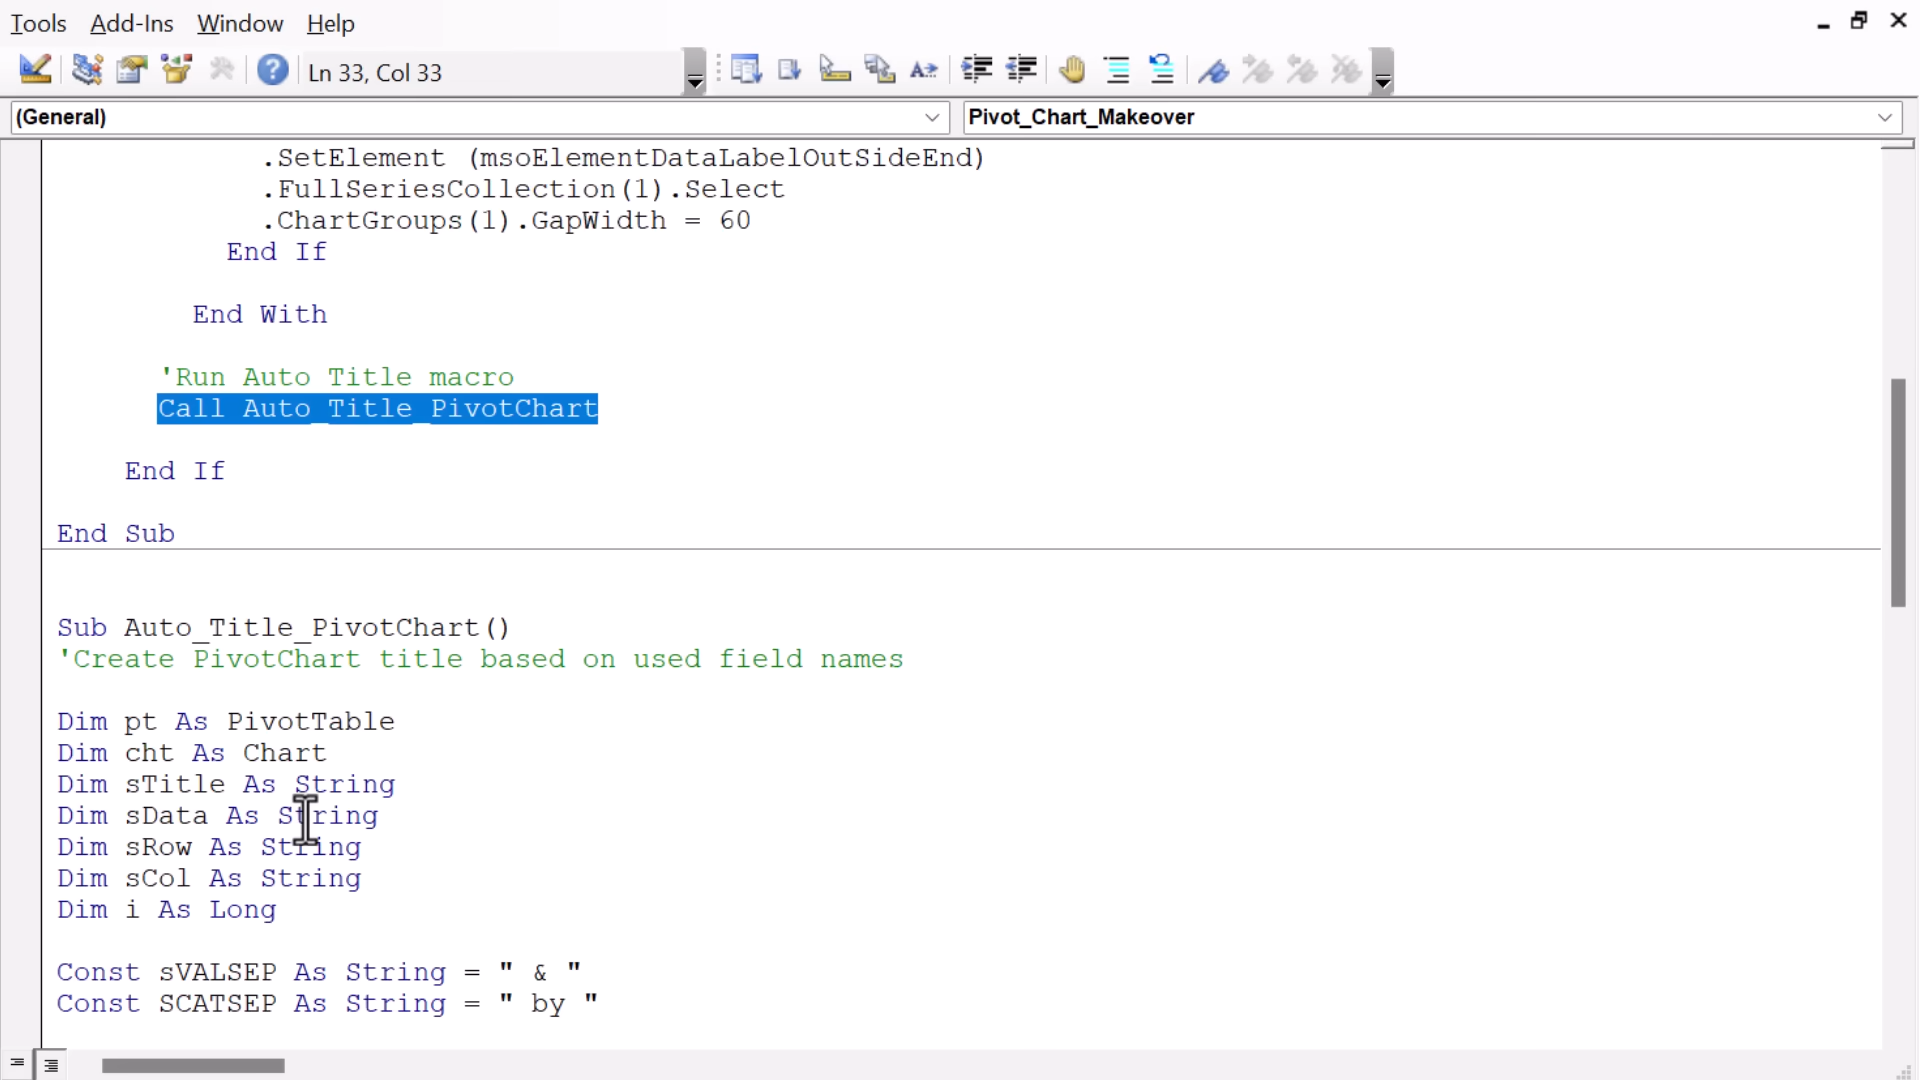 Tools Add-Ins Window Help
Ln 33, Col 33
(General) Pivot_Chart_Makeover
.SetElement (msoElementDataLabelOutSideEnd)
.FullSeriesCollection(1).Select
.ChartGroups(1).GapWidth = 60
End If
End With
'Run Auto Title macro
Call Auto_Title_PivotChart
End If
End Sub
Sub Auto_Title_PivotChart()
'Create PivotChart title based on used field names
Dim pt As PivotTable
Dim cht As Chart
Dim sTitle As String
Dim sData As String
Dim sRow As String
Dim sCol As String
Dim i As Long
Const sVALSEP As String = " & "
Const SCATSEP As String = " by "